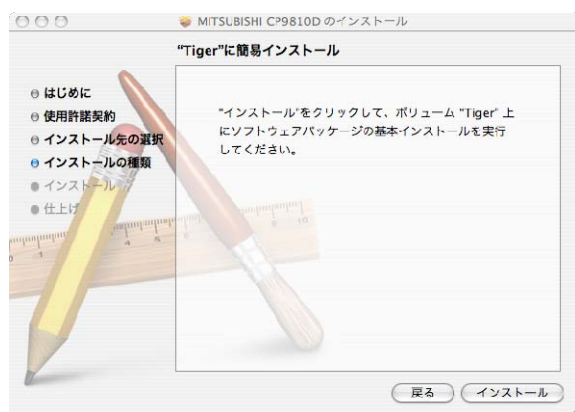 MITSUBISHI CP9810D のインストール
“Tiger”に簡易インストール
はじめに
使用許諾契約
インストール先の選択
インストールの種類
インストール
仕上げ
“インストール”をクリックして、ボリューム “Tiger” 上
にソフトウェアパッケージの基本インストールを実行
してください。
戻る
インストール